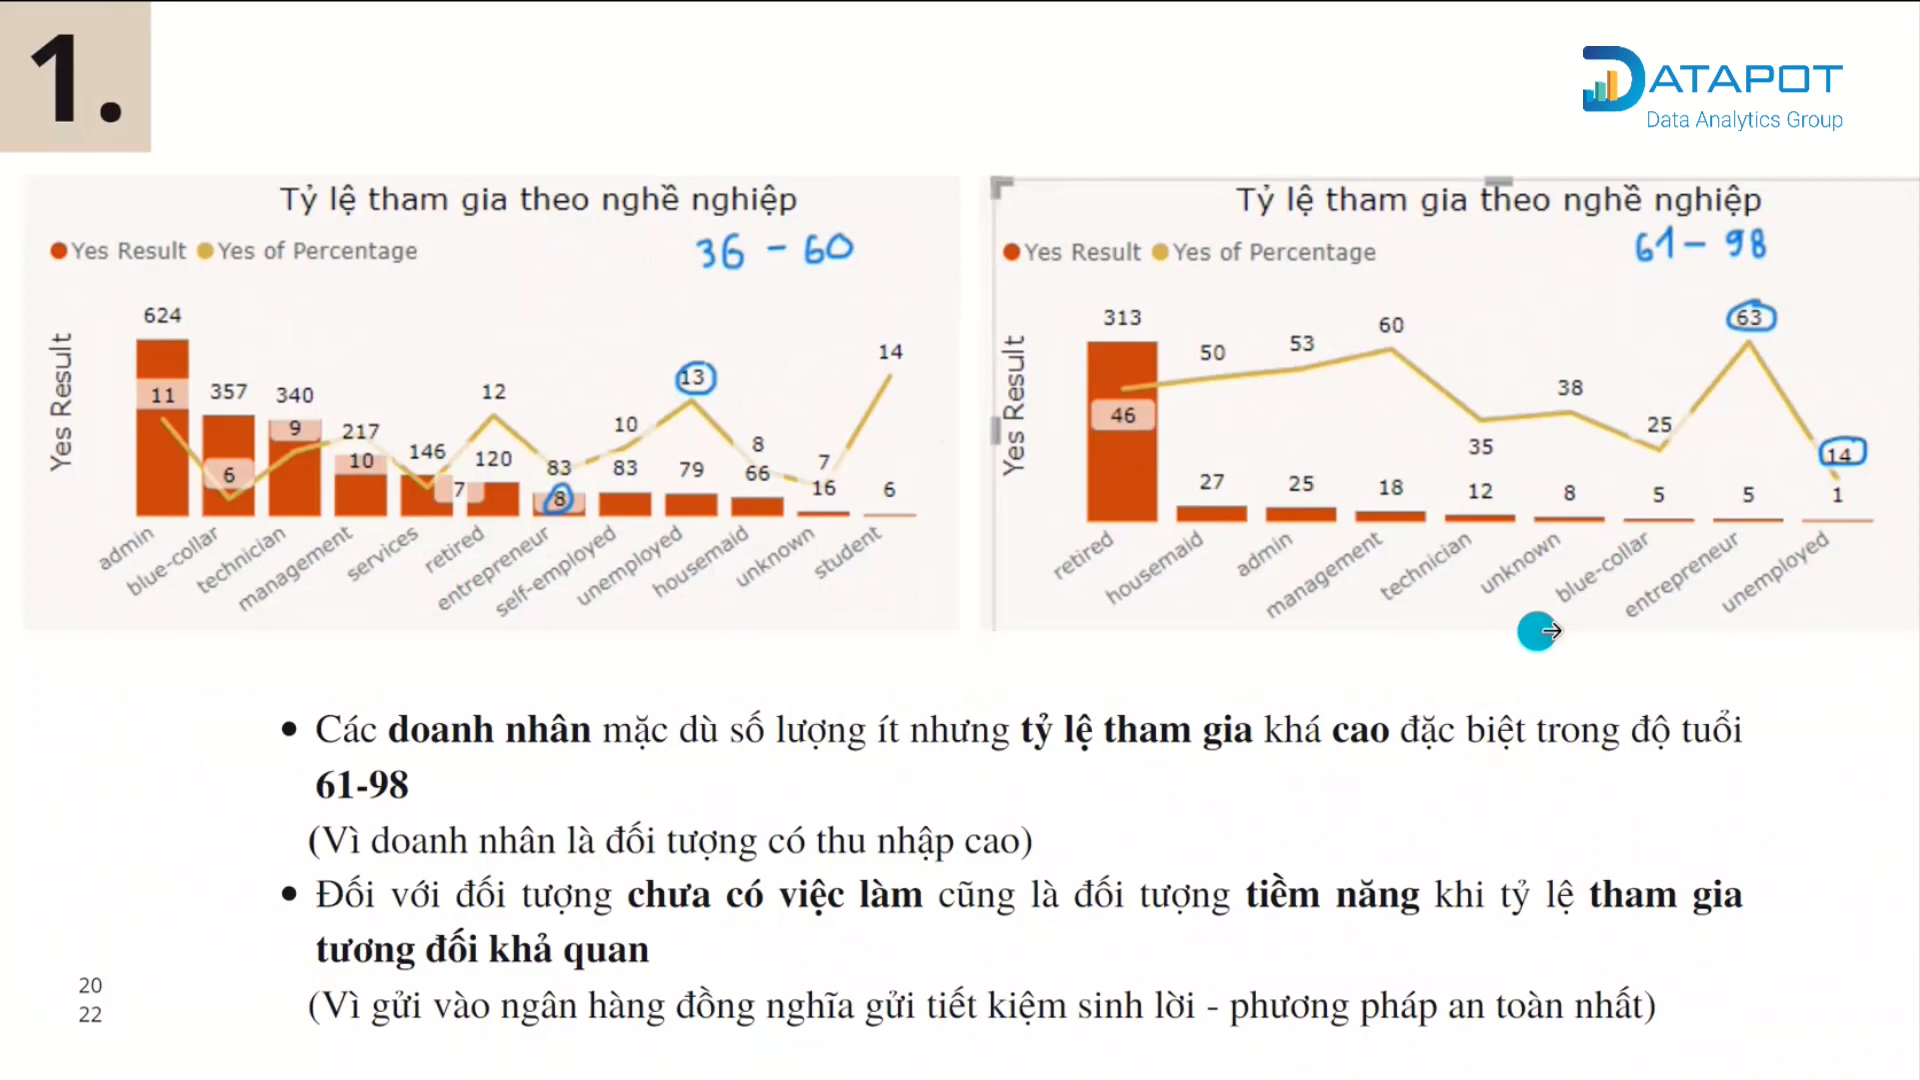 1.
DATAPOT
Data Analytics Group
Tỷ lệ tham gia theo nghề nghiệp
Yes Result Yes of Percentage
36 - 60
Yes Result
624
11
357
6
340
9
217
10
146
7
12
120
83
8
10
83
13
79
8
66
7
16
14
6
admin
blue-collar
technician
management
services
retired
entrepreneur
self-employed
unemployed
housemaid
unknown
student
Tỷ lệ tham gia theo nghề nghiệp
Yes Result Yes of Percentage
61 - 98
Yes Result
313
46
50
27
53
25
60
18
35
12
38
8
25
5
63
5
14
1
retired
housemaid
admin
management
technician
unknown
blue-collar
entrepreneur
unemployed
• Các doanh nhân mặc dù số lượng ít nhưng tỷ lệ tham gia khá cao đặc biệt trong độ tuổi
61-98
(Vì doanh nhân là đối tượng có thu nhập cao)
• Đối với đối tượng chưa có việc làm cũng là đối tượng tiềm năng khi tỷ lệ tham gia
tương đối khả quan
(Vì gửi vào ngân hàng đồng nghĩa gửi tiết kiệm sinh lời - phương pháp an toàn nhất)
20
22